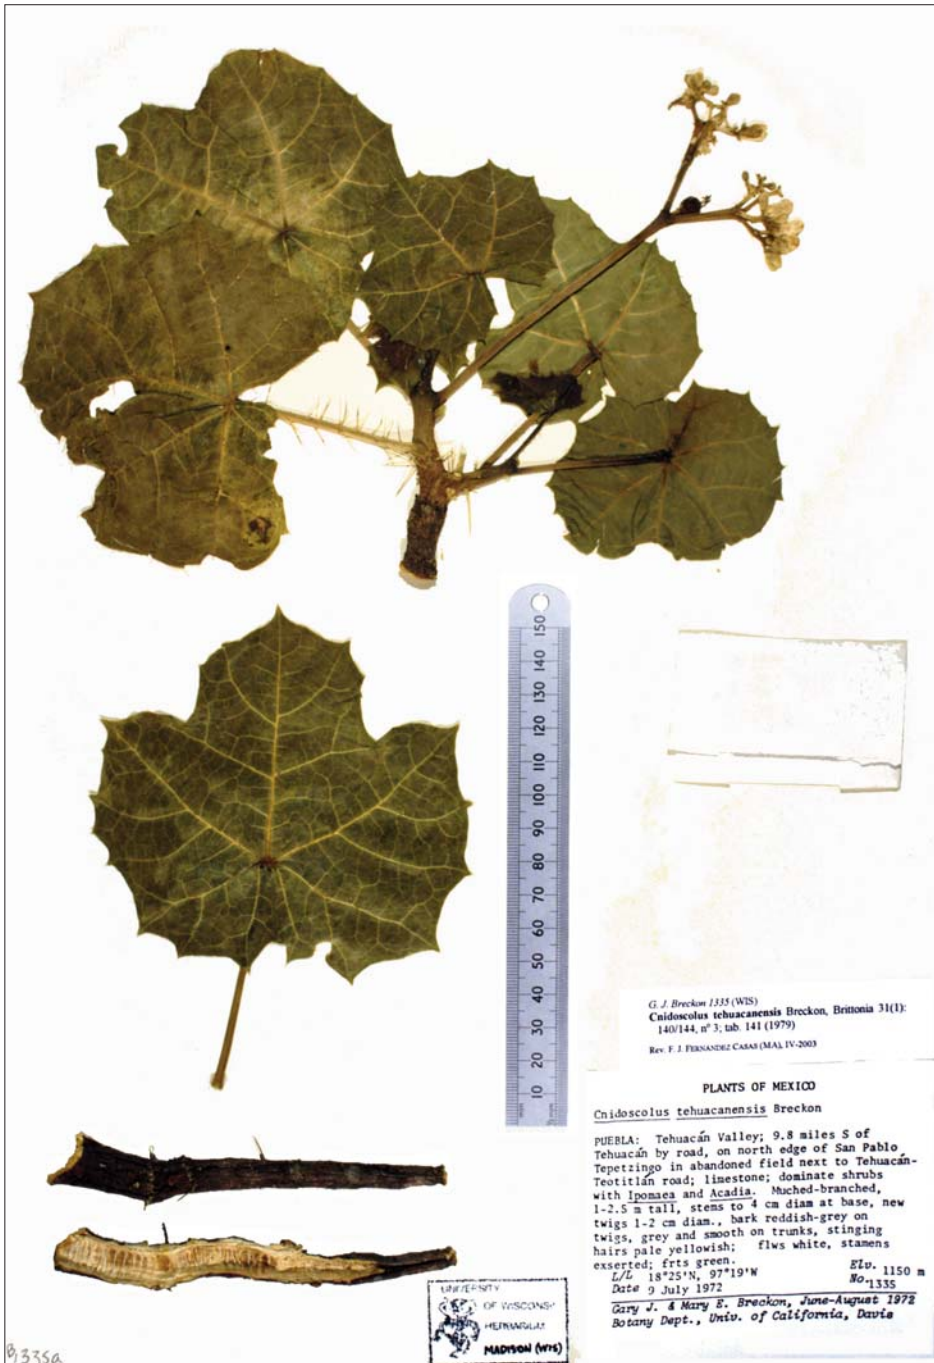 150
140
130
120
110
100
90
80
70
60
50
40
30
20
10
mm
G. J. Breckon 1335 (WIS)
Cnidoscolus tehuacanensis Breckon, Brittonia 31(1):
140/144, nº 3; tab. 141 (1979)
Rev. F. J. FERNÁNDEZ CASAS (MA), IV-2003
PLANTS OF MEXICO
Cnidoscolus tehuacanensis Breckon
PUEBLA: Tehuacán Valley; 9.8 miles S of
Tehuacán by road, on north edge of San Pablo
Tepetzingo in abandoned field next to Tehuacán-
Teotitlán road; limestone; dominate shrubs
with Ipomaea and Acadia. Muched-branched,
1-2.5 m tall, stems to 4 cm diam at base, new
twigs 1-2 cm diam., bark reddish-grey on
twigs, grey and smooth on trunks, stinging
hairs pale yellowish; flws white, stamens
exserted; frts green.
L/L 18°25'N, 97°19'W Elv. 1150 m
Date 9 July 1972 No. 1335
Gary J. & Mary E. Breckon, June-August 1972
Botany Dept., Univ. of California, Davis
UNIVERSITY
OF WISCONSIN
HERBARIUM
MADISON (WIS)
B1335a